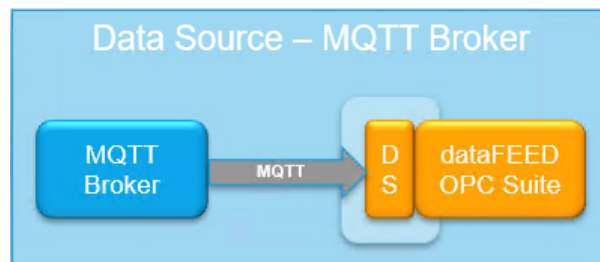 Data Source – MQTT Broker
MQTT
Broker
MQTT
D
S
dataFEED
OPC Suite